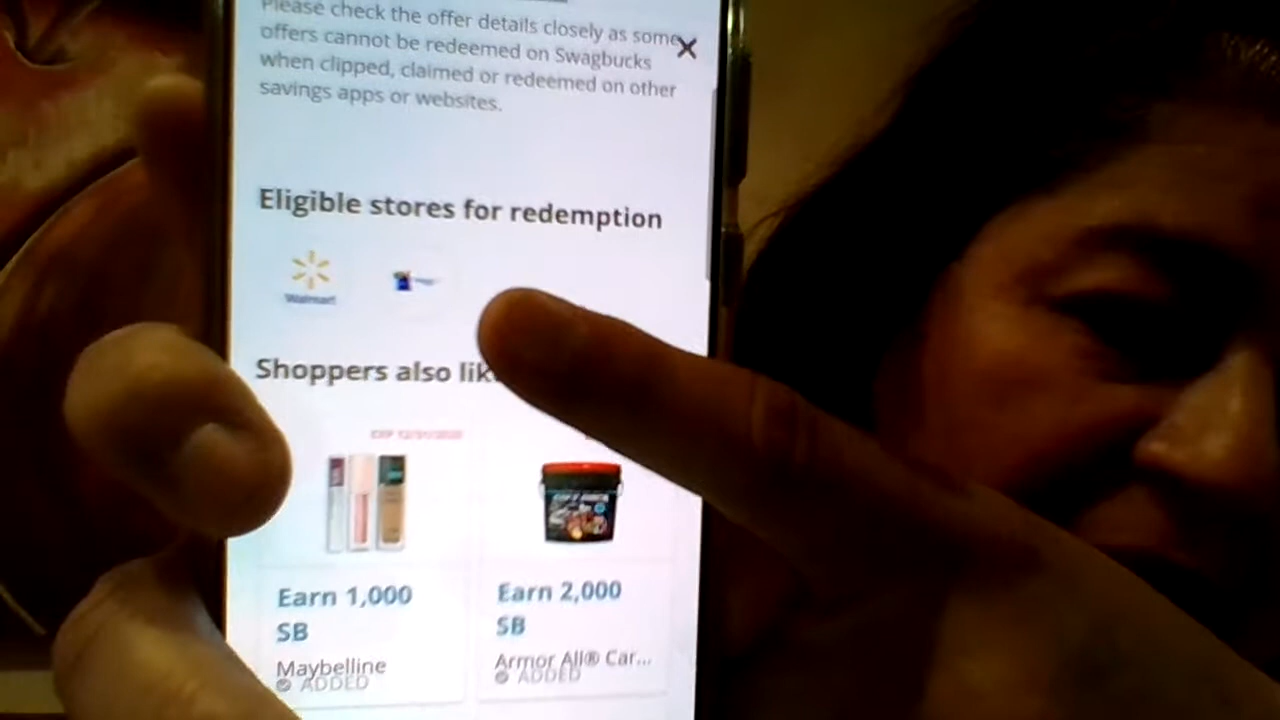 Please check the offer details closely as some
offers cannot be redeemed on Swagbucks
when clipped, claimed or redeemed on other
savings apps or websites.
Eligible stores for redemption
Walmart
Shoppers also lik
Earn 1,000
SB
Maybelline
ADDED
Earn 2,000
SB
Armor All® Car...
ADDED